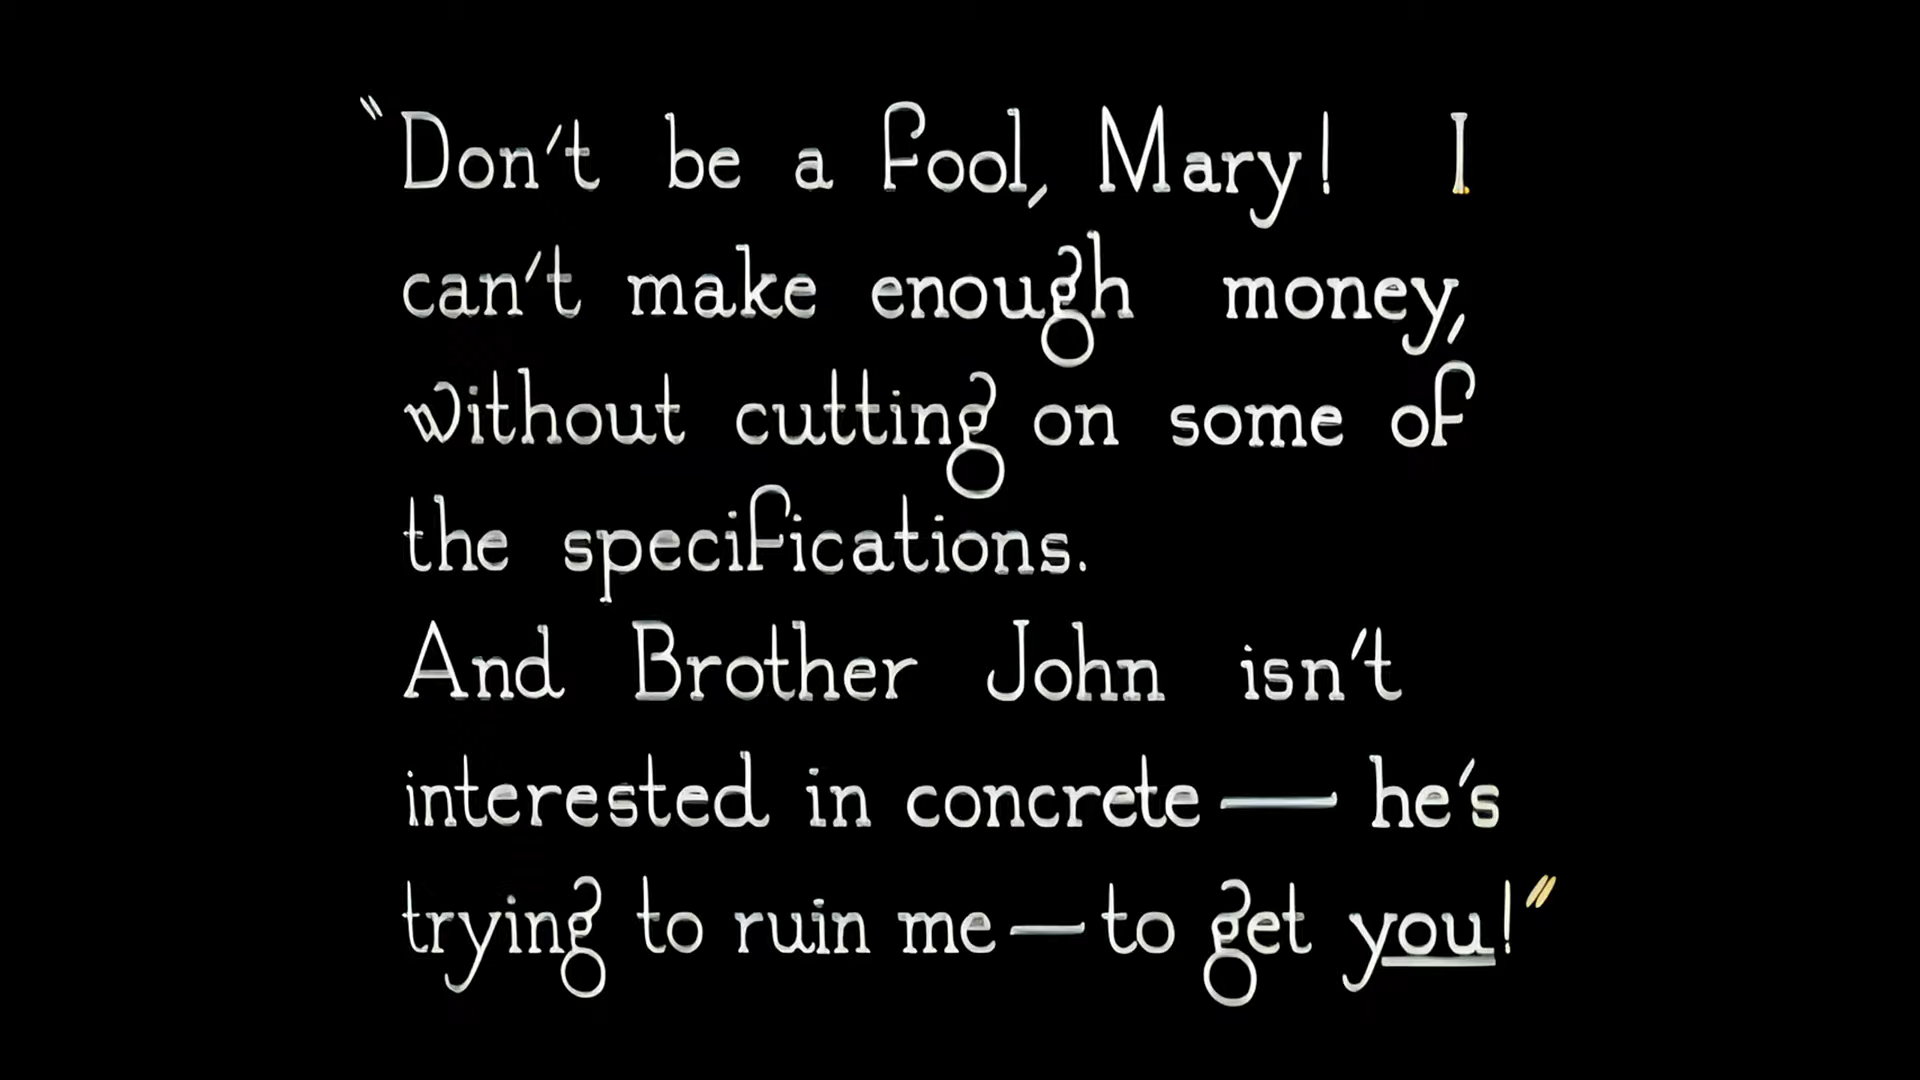 "Don't be a fool, Mary! I
can't make enough money,
without cutting on some of
the specifications.
And Brother John isn't
interested in concrete — he's
trying to ruin me — to get you!"